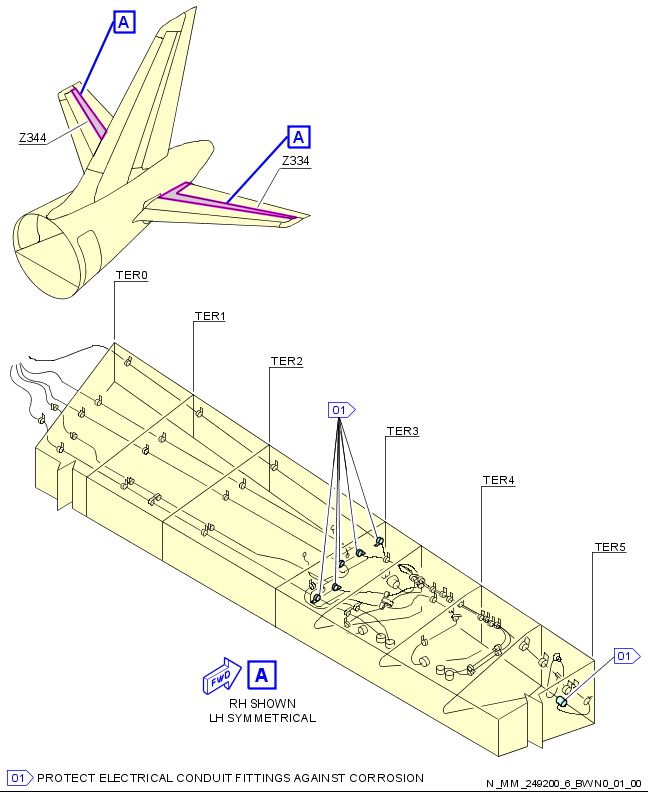 A
Z344
A
Z334
TER0
TER1
TER2
01
TER3
TER4
TER5
01
FWD
A
RH SHOWN
LH SYMMETRICAL
01 PROTECT ELECTRICAL CONDUIT FITTINGS AGAINST CORROSION
N_MM_249200_6_BVVN0_01_00